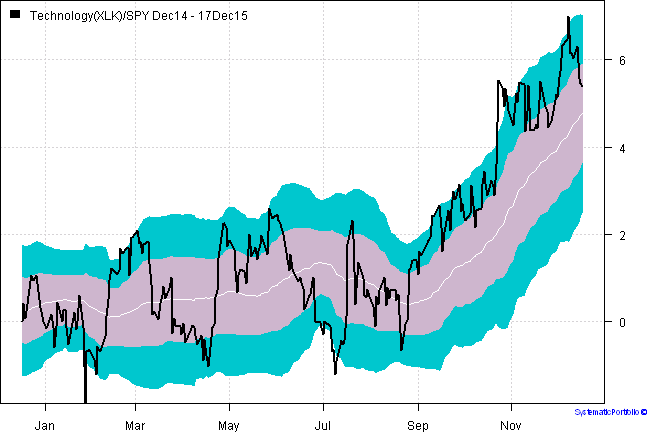 Technology(XLK)/SPY Dec14 - 17Dec15
6
4
2
0
Jan Mar May Jul Sep Nov
SystematicPortfolio ©